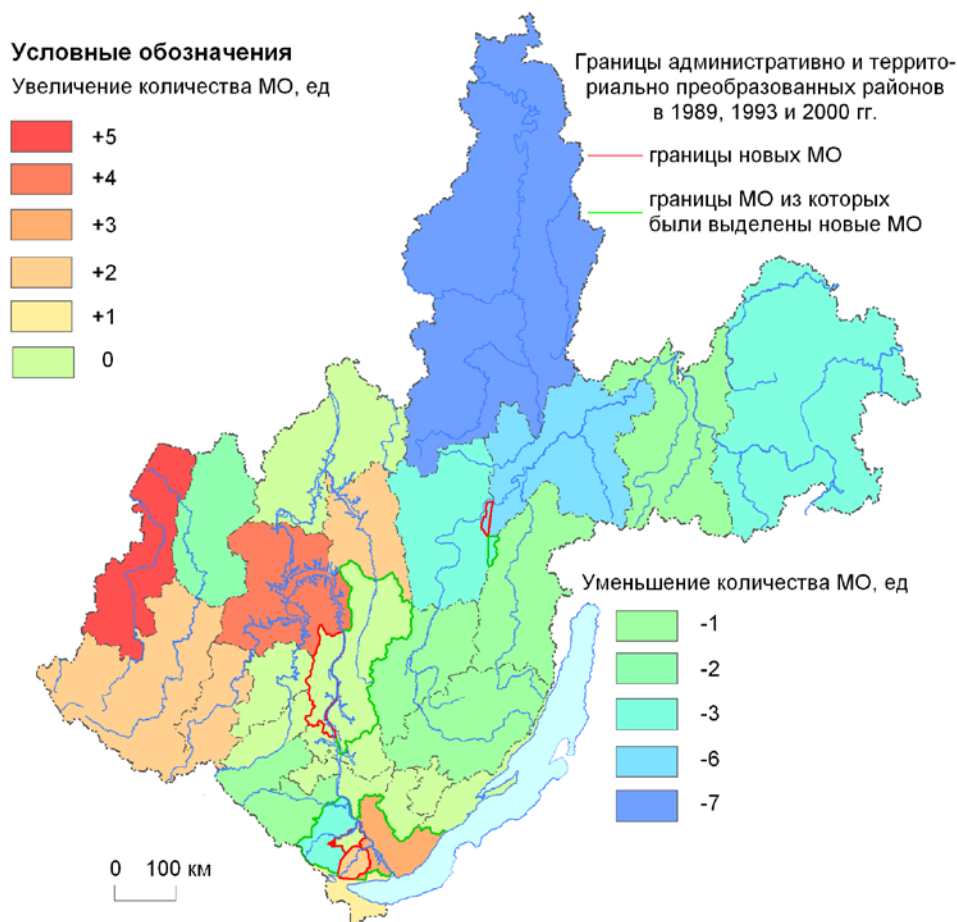 Условные обозначения
Увеличение количества МО, ед
+5
+4
+3
+2
+1
0
Границы административно и террито-
риально преобразованных районов
в 1989, 1993 и 2000 гг.
границы новых МО
границы МО из которых
были выделены новые МО
Уменьшение количества МО, ед
-1
-2
-3
-6
-7
0 100 км